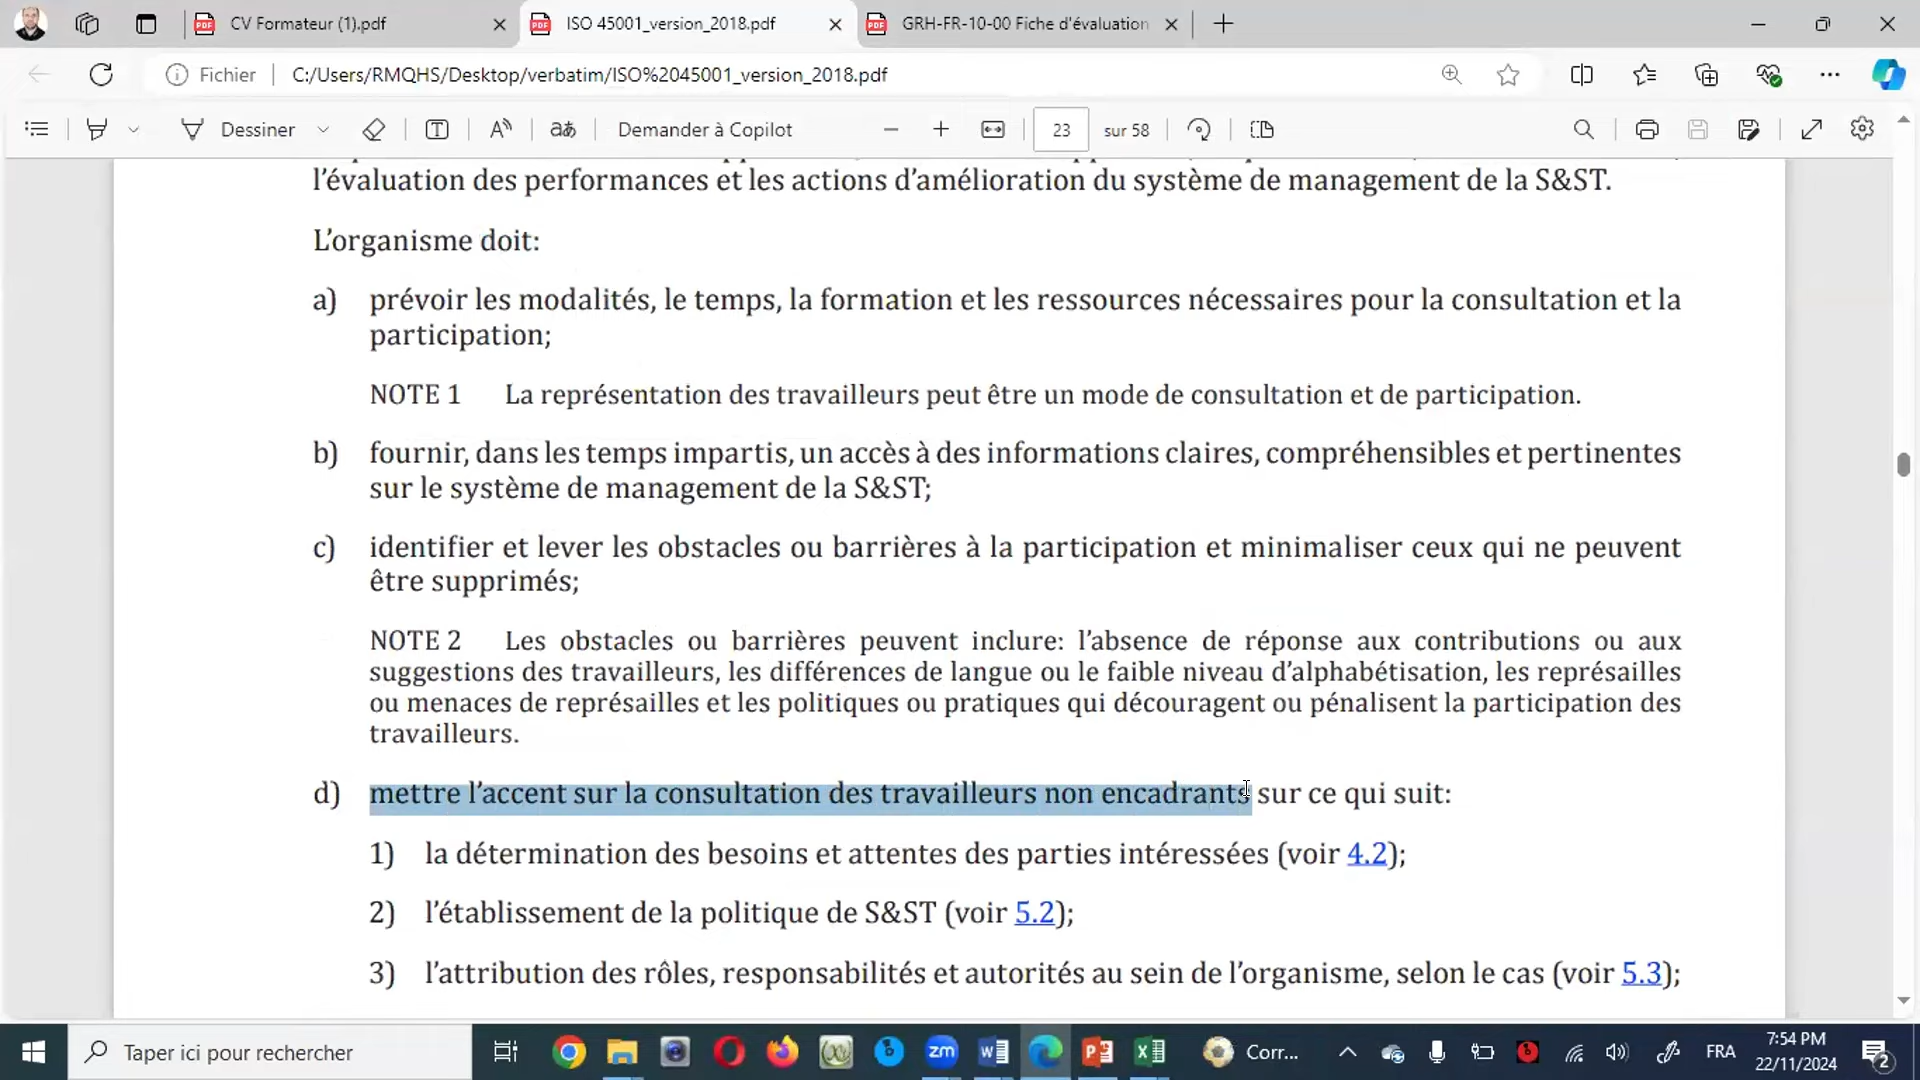 CV Formateur (1).pdf
ISO 45001_version_2018.pdf
GRH-FR-10-00 Fiche d'évaluation
Fichier
C:/Users/RMQHS/Desktop/verbatim/ISO%2045001_version_2018.pdf
Dessiner
Demander à Copilot
23
sur 58
l’évaluation des performances et les actions d’amélioration du système de management de la S&ST.
L’organisme doit:
a) prévoir les modalités, le temps, la formation et les ressources nécessaires pour la consultation et la
participation;
NOTE 1 La représentation des travailleurs peut être un mode de consultation et de participation.
b) fournir, dans les temps impartis, un accès à des informations claires, compréhensibles et pertinentes
sur le système de management de la S&ST;
c) identifier et lever les obstacles ou barrières à la participation et minimaliser ceux qui ne peuvent
être supprimés;
NOTE 2 Les obstacles ou barrières peuvent inclure: l’absence de réponse aux contributions ou aux
suggestions des travailleurs, les différences de langue ou le faible niveau d’alphabétisation, les représailles
ou menaces de représailles et les politiques ou pratiques qui découragent ou pénalisent la participation des
travailleurs.
d) mettre l’accent sur la consultation des travailleurs non encadrants sur ce qui suit:
1) la détermination des besoins et attentes des parties intéressées (voir 4.2);
2) l’établissement de la politique de S&ST (voir 5.2);
3) l’attribution des rôles, responsabilités et autorités au sein de l’organisme, selon le cas (voir 5.3);
Taper ici pour rechercher
Corr...
FRA
7:54 PM
22/11/2024
2